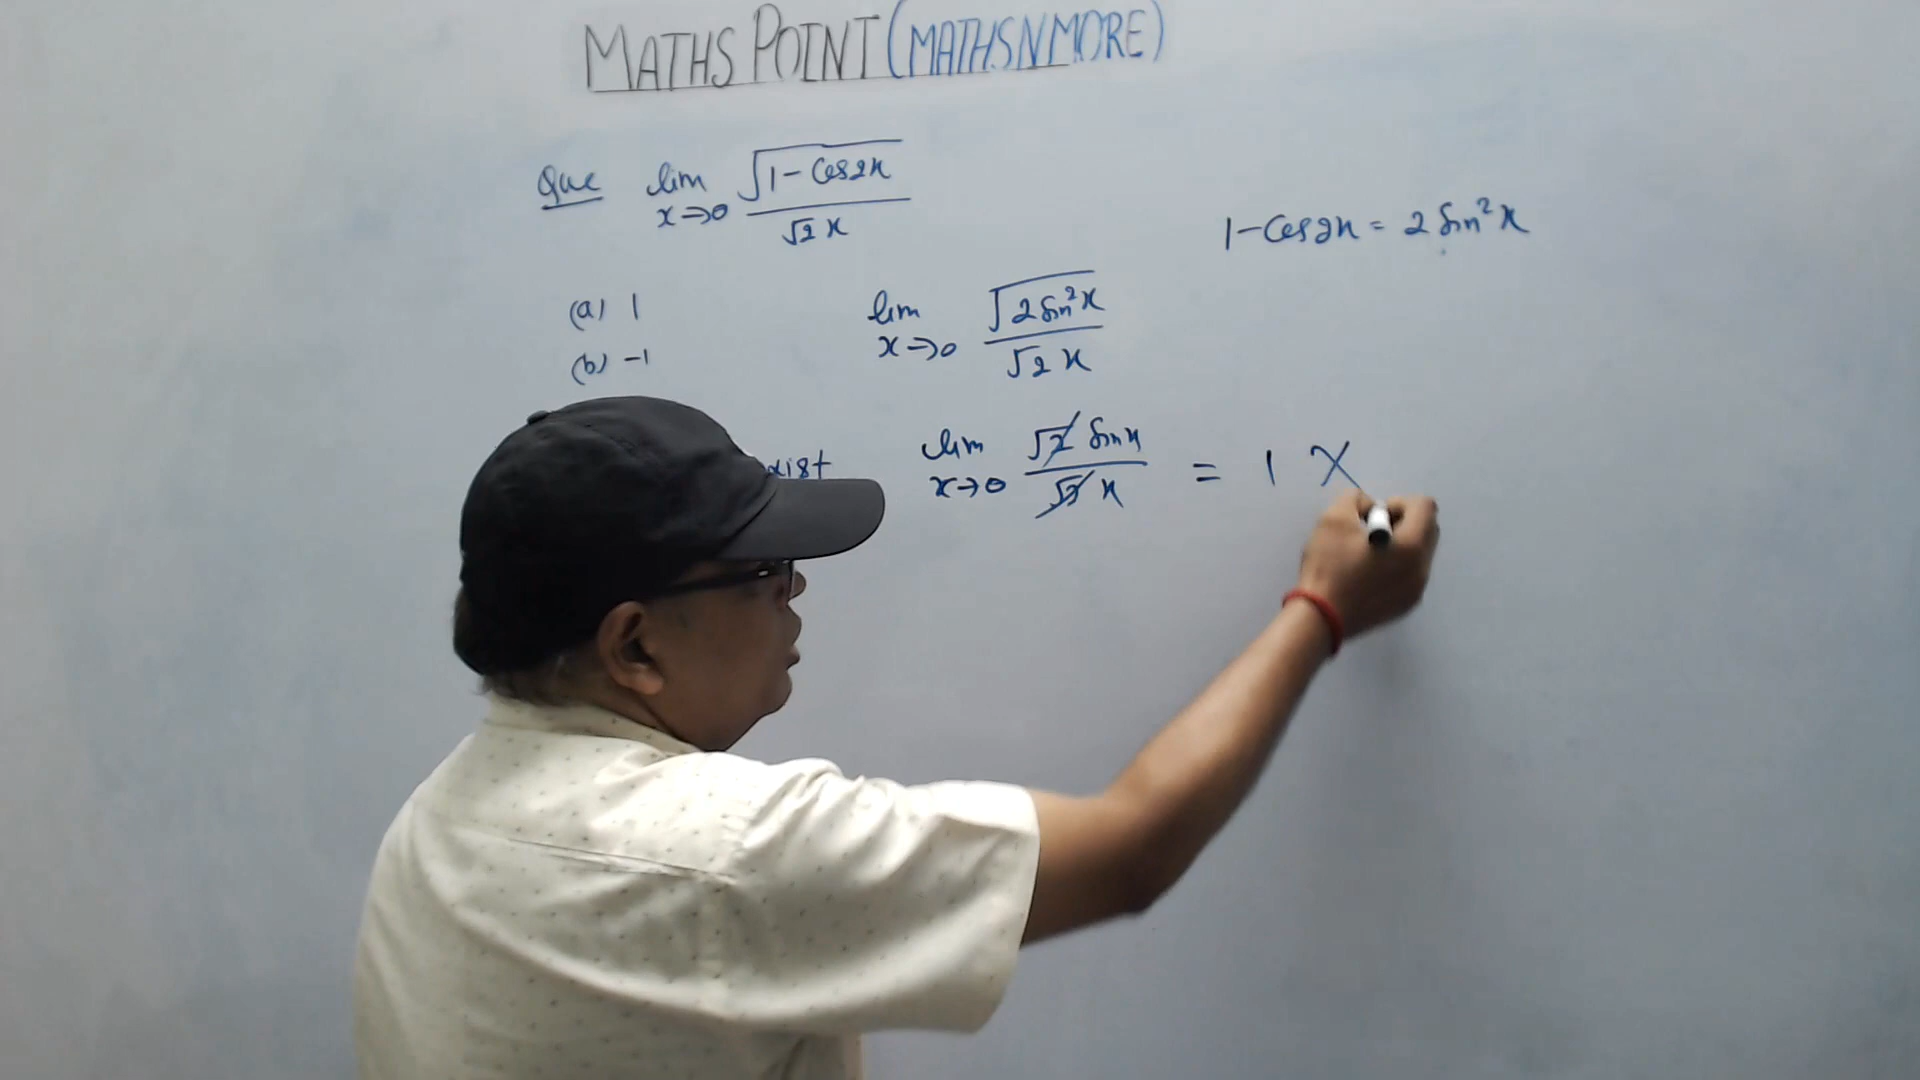 MATHS POINT (MATHSNMORE)
Que lim x→0 √(1-Cos2x) / √2 x
1-Cos2x = 2 Sin²x
(a) 1
(b) -1
lim x→0 √(2 Sin²x) / √2 x
lim x→0 √2 Sin x / √2 x = 1 X